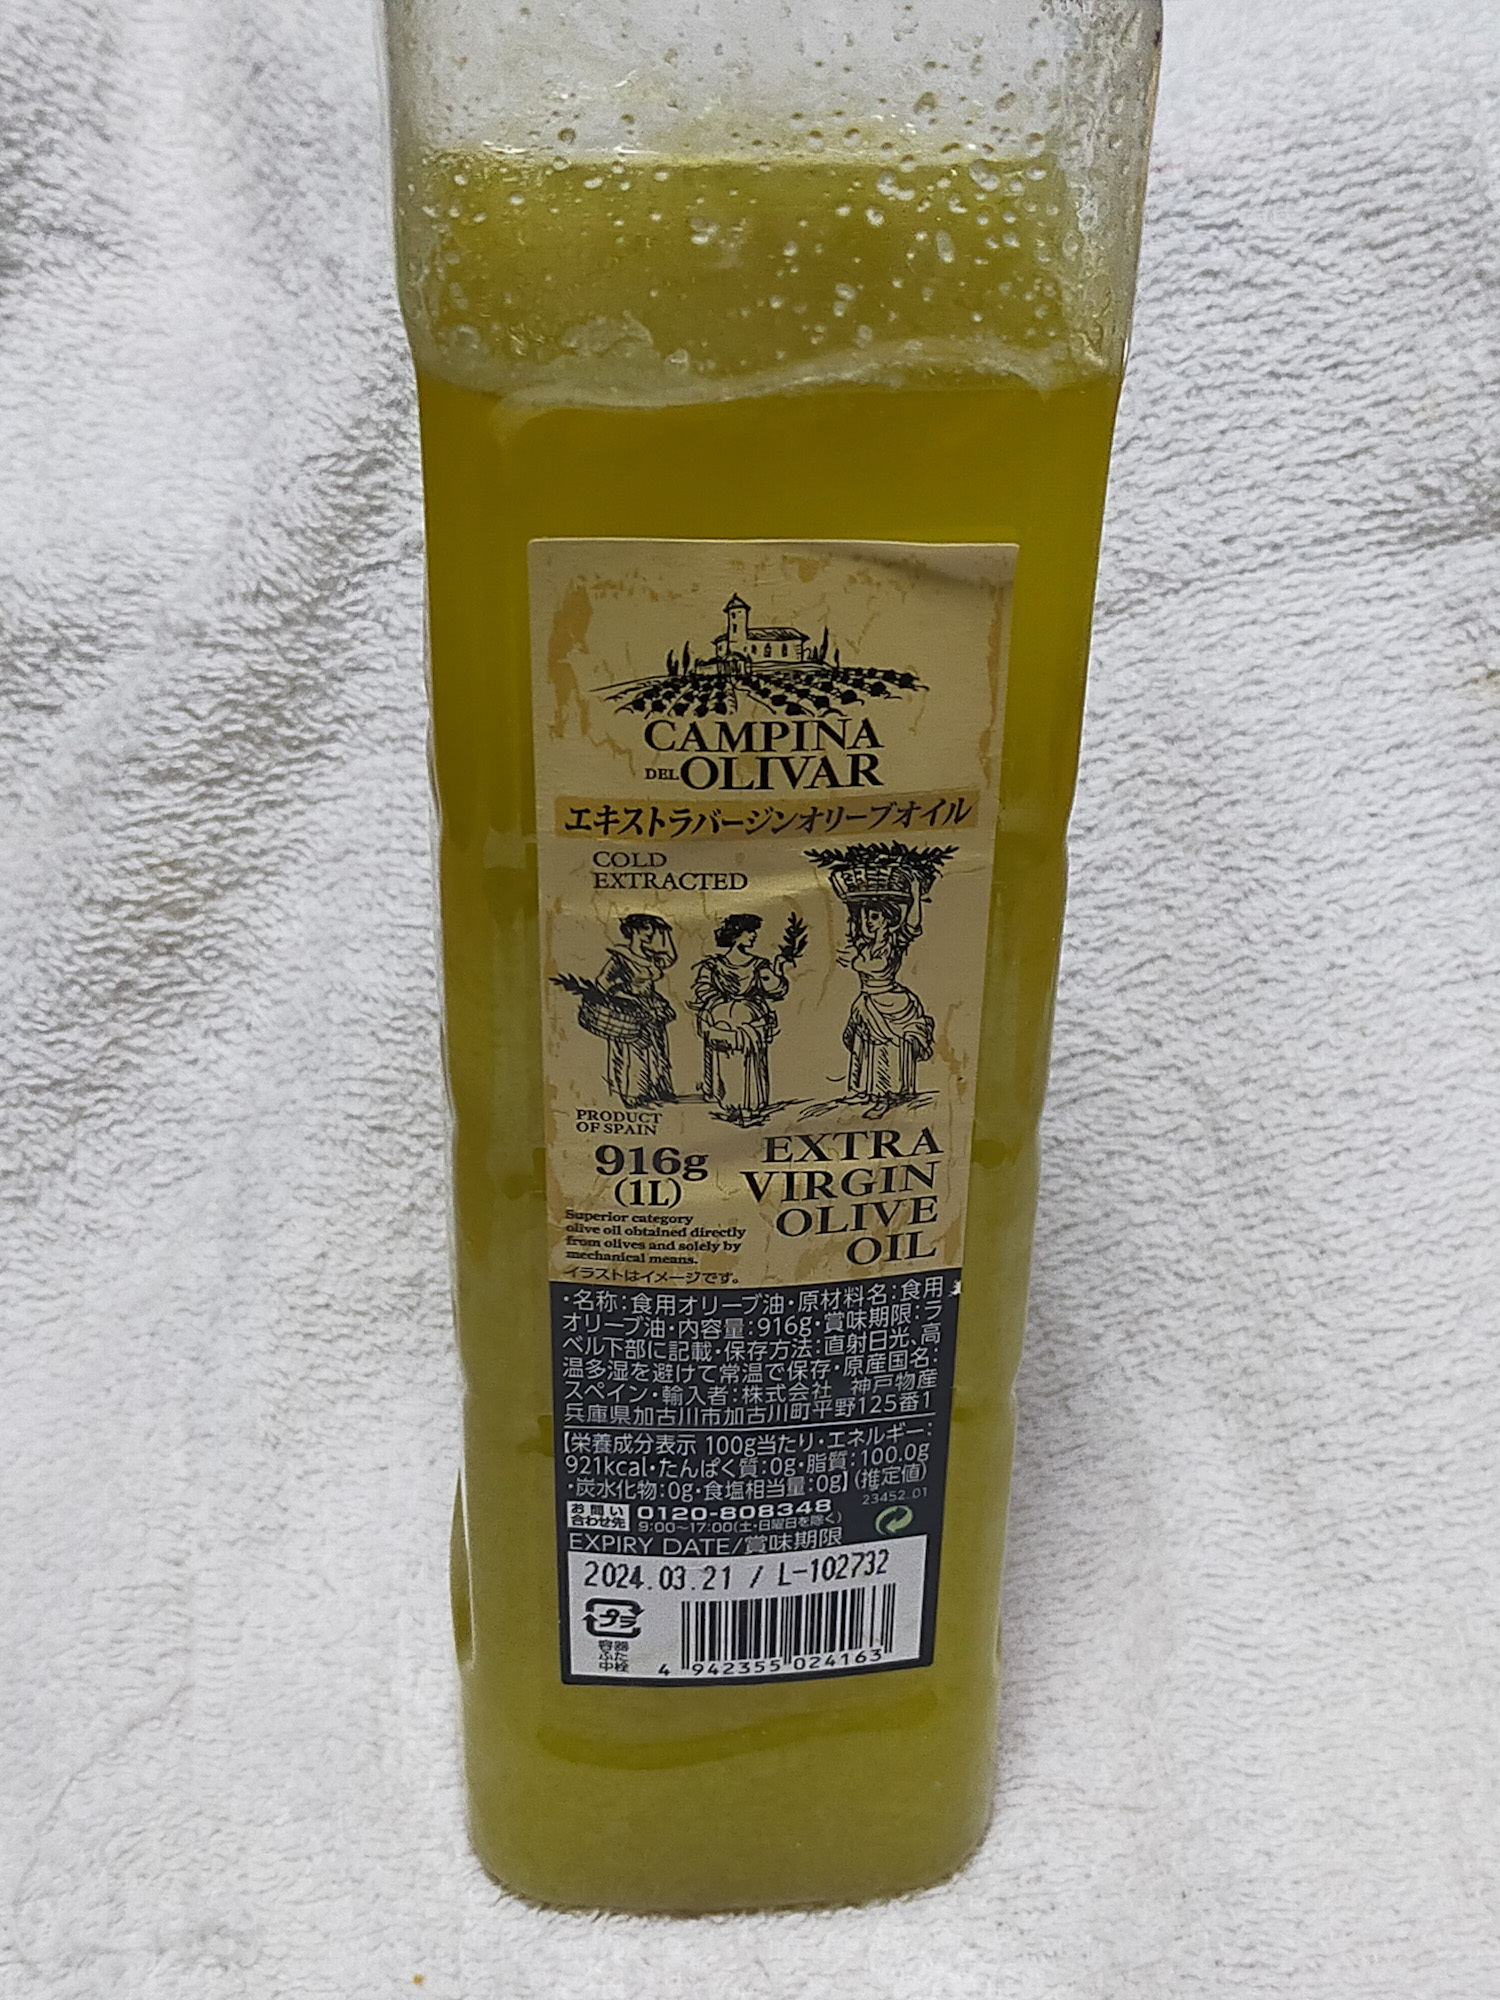 CAMPINA
DEL OLIVAR
エキストラバージンオリーブオイル
COLD
EXTRACTED
PRODUCT
OF SPAIN
916g
(1L)
Superior category
olive oil obtained directly
from olives and solely by
mechanical means.
イラストはイメージです。
EXTRA
VIRGIN
OLIVE
OIL
・名称:食用オリーブ油・原材料名:食用
オリーブ油・内容量:916g・賞味期限:ラ
ベル下部に記載・保存方法:直射日光、高
温多湿を避けて常温で保存・原産国名:
スペイン・輸入者:株式会社 神戸物産
兵庫県加古川市加古川町平野125番1
【栄養成分表示 100g当たり・エネルギー:
921kcal・たんぱく質:0g・脂質:100.0g
・炭水化物:0g・食塩相当量:0g】(推定値)
23452.01
お問い
合わせ先
0120-808348
9:00〜17:00(土・日曜日を除く)
EXPIRY DATE/賞味期限
2024.03.21 / L-102732
プラ
容器
ふた
中栓
4 942355 024163